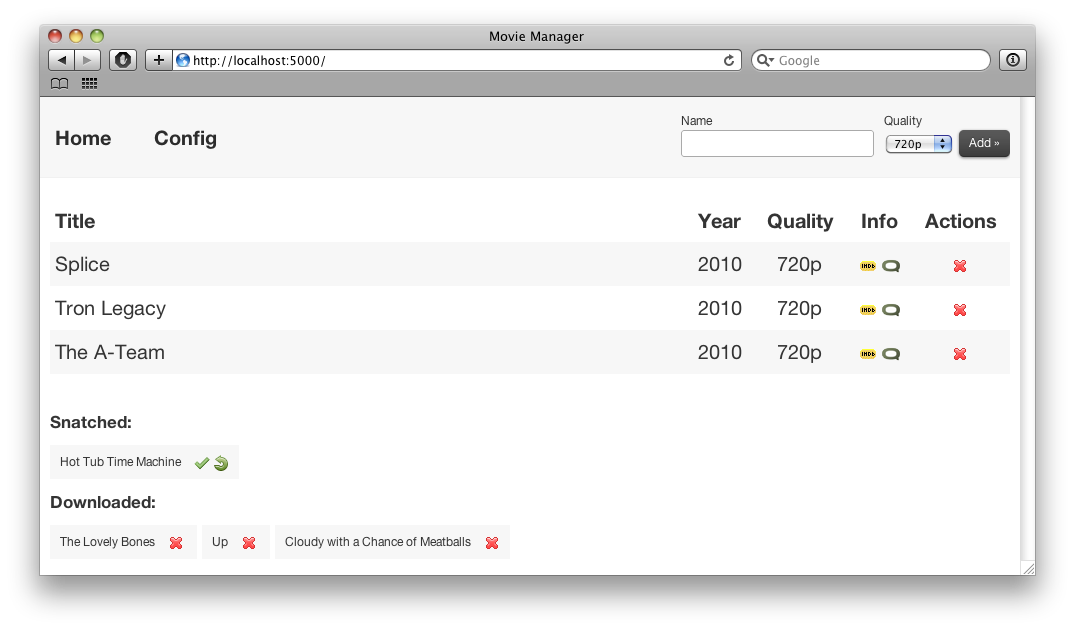 Movie Manager
http://localhost:5000/
Google
Home Config
Name Quality
720p Add »
Title Year Quality Info Actions
Splice 2010 720p IMDb
Tron Legacy 2010 720p IMDb
The A-Team 2010 720p IMDb
Snatched:
Hot Tub Time Machine
Downloaded:
The Lovely Bones Up Cloudy with a Chance of Meatballs